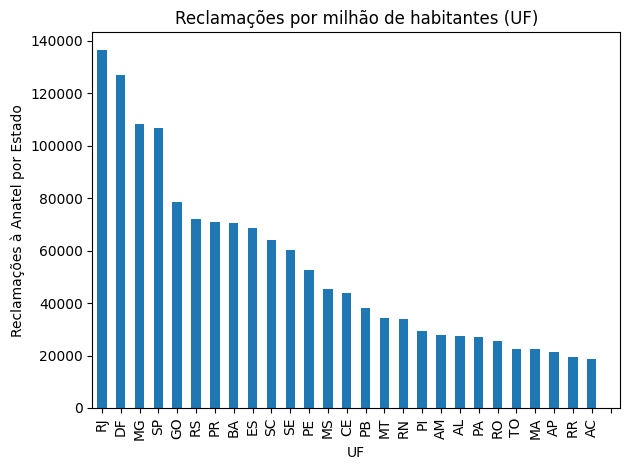 Reclamações por milhão de habitantes (UF)
Reclamações à Anatel por Estado
140000
120000
100000
80000
60000
40000
20000
0
RJ DF MG SP GO RS PR BA ES SC SE PE MS CE PB MT RN PI AM AL PA RO TO MA AP RR AC
UF